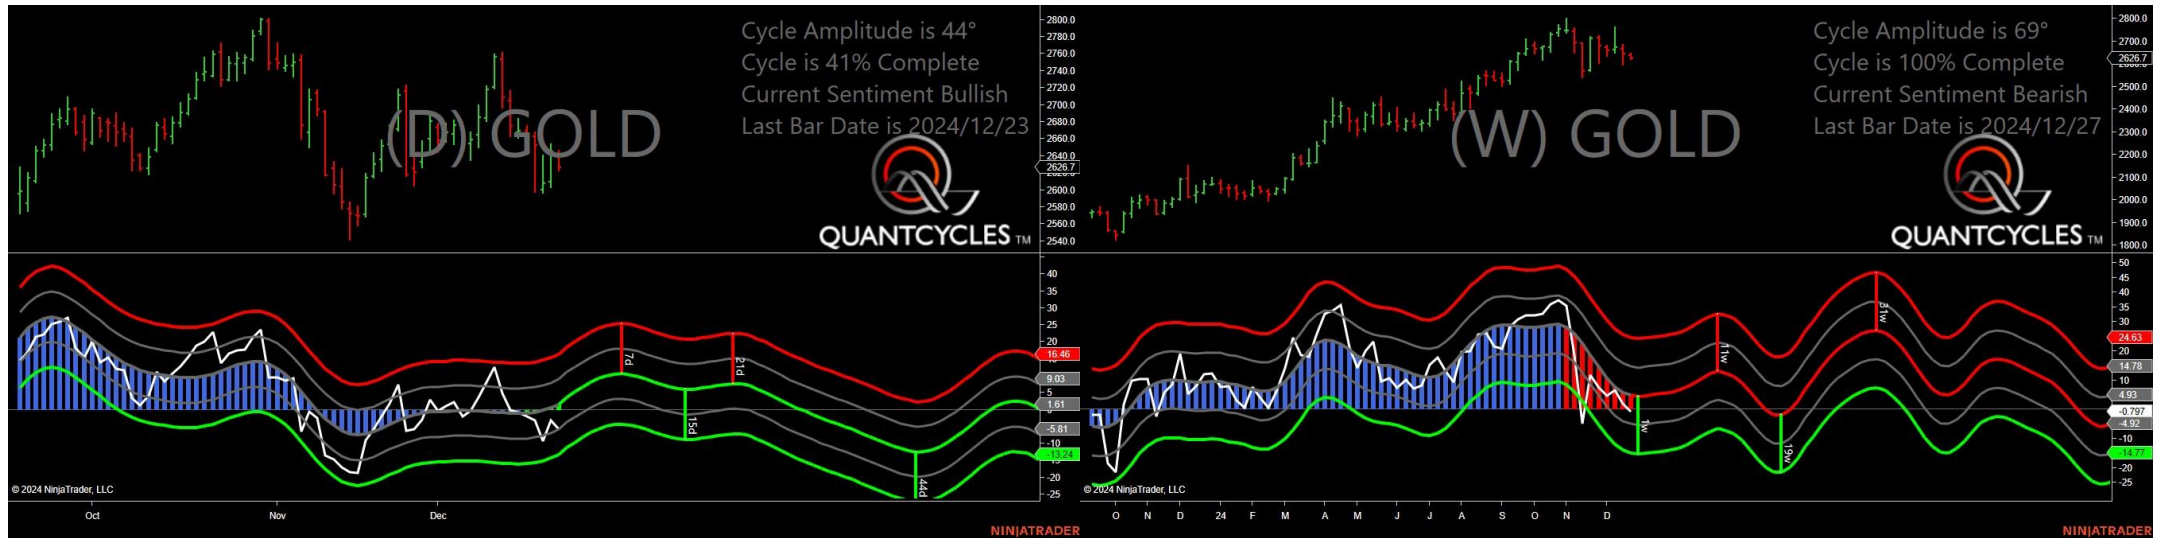 Cycle Amplitude is 44°
Cycle is 41% Complete
Current Sentiment Bullish
Last Bar Date is 2024/12/23
(D) GOLD
QUANTCYCLES TM
2800.0
2780.0
2760.0
2740.0
2720.0
2700.0
2680.0
2660.0
2640.0
2626.7
2600.0
2580.0
2560.0
2540.0
40
35
30
25
20
16.46
9.03
5
1.61
-5.81
-10
-13.24
-20
-25
7d
15d
21d
44d
© 2024 NinjaTrader, LLC
Oct
Nov
Dec
NINJATRADER
Cycle Amplitude is 69°
Cycle is 100% Complete
Current Sentiment Bearish
Last Bar Date is 2024/12/27
(W) GOLD
QUANTCYCLES TM
2800.0
2700.0
2626.7
2500.0
2400.0
2300.0
2200.0
2100.0
2000.0
1900.0
1800.0
50
45
40
35
30
24.63
20
14.78
10
4.93
-0.797
-4.92
-10
-14.77
-20
-25
1w
11w
19w
31w
© 2024 NinjaTrader, LLC
O
N
D
24
F
M
A
M
J
J
A
S
O
N
D
NINJATRADER